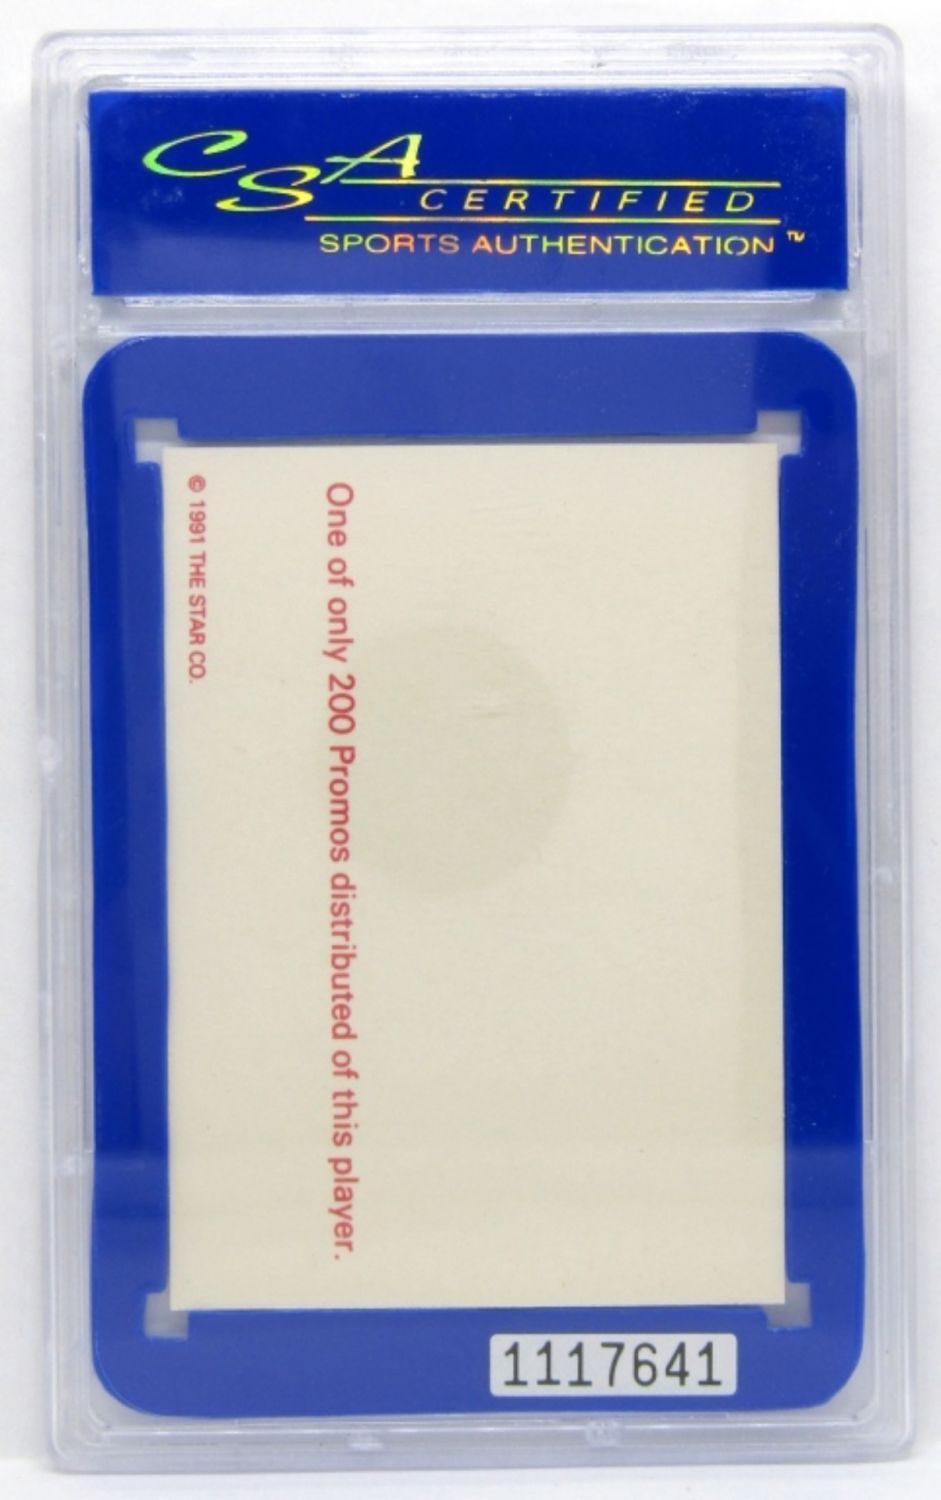 CSA
CERTIFIED
SPORTS AUTHENTICATION ™
One of only 200 Promos distributed of this player.
© 1991 THE STAR CO.
1117641